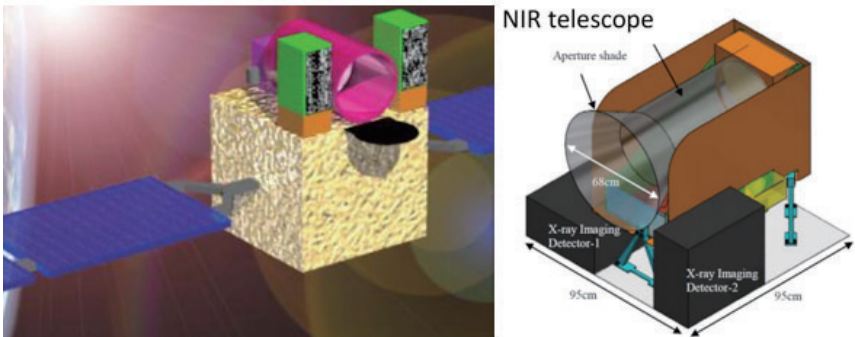 NIR telescope
Aperture shade
68cm
X-ray Imaging
Detector-1
X-ray Imaging
Detector-2
95cm
95cm